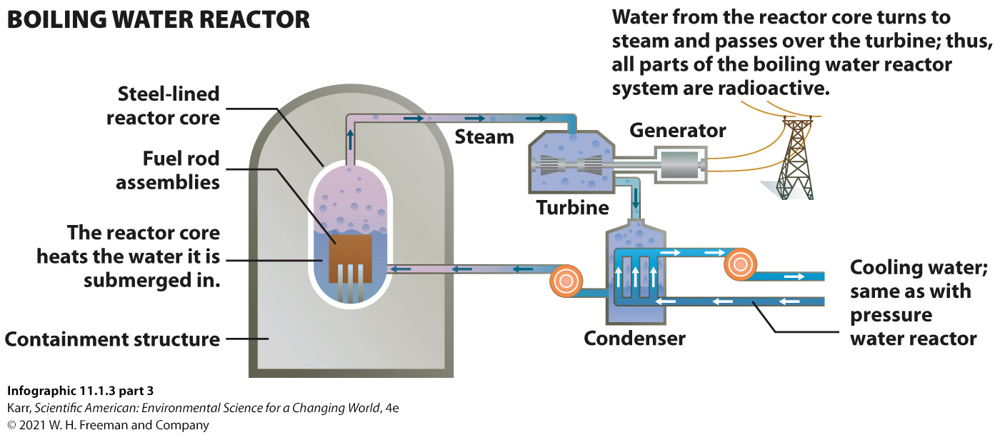 BOILING WATER REACTOR
Water from the reactor core turns to
steam and passes over the turbine; thus,
all parts of the boiling water reactor
system are radioactive.
Steel-lined
reactor core
Fuel rod
assemblies
The reactor core
heats the water it is
submerged in.
Containment structure
Steam
Turbine
Generator
Condenser
Cooling water;
same as with
pressure
water reactor
Infographic 11.1.3 part 3
Karr, Scientific American: Environmental Science for a Changing World, 4e
© 2021 W. H. Freeman and Company